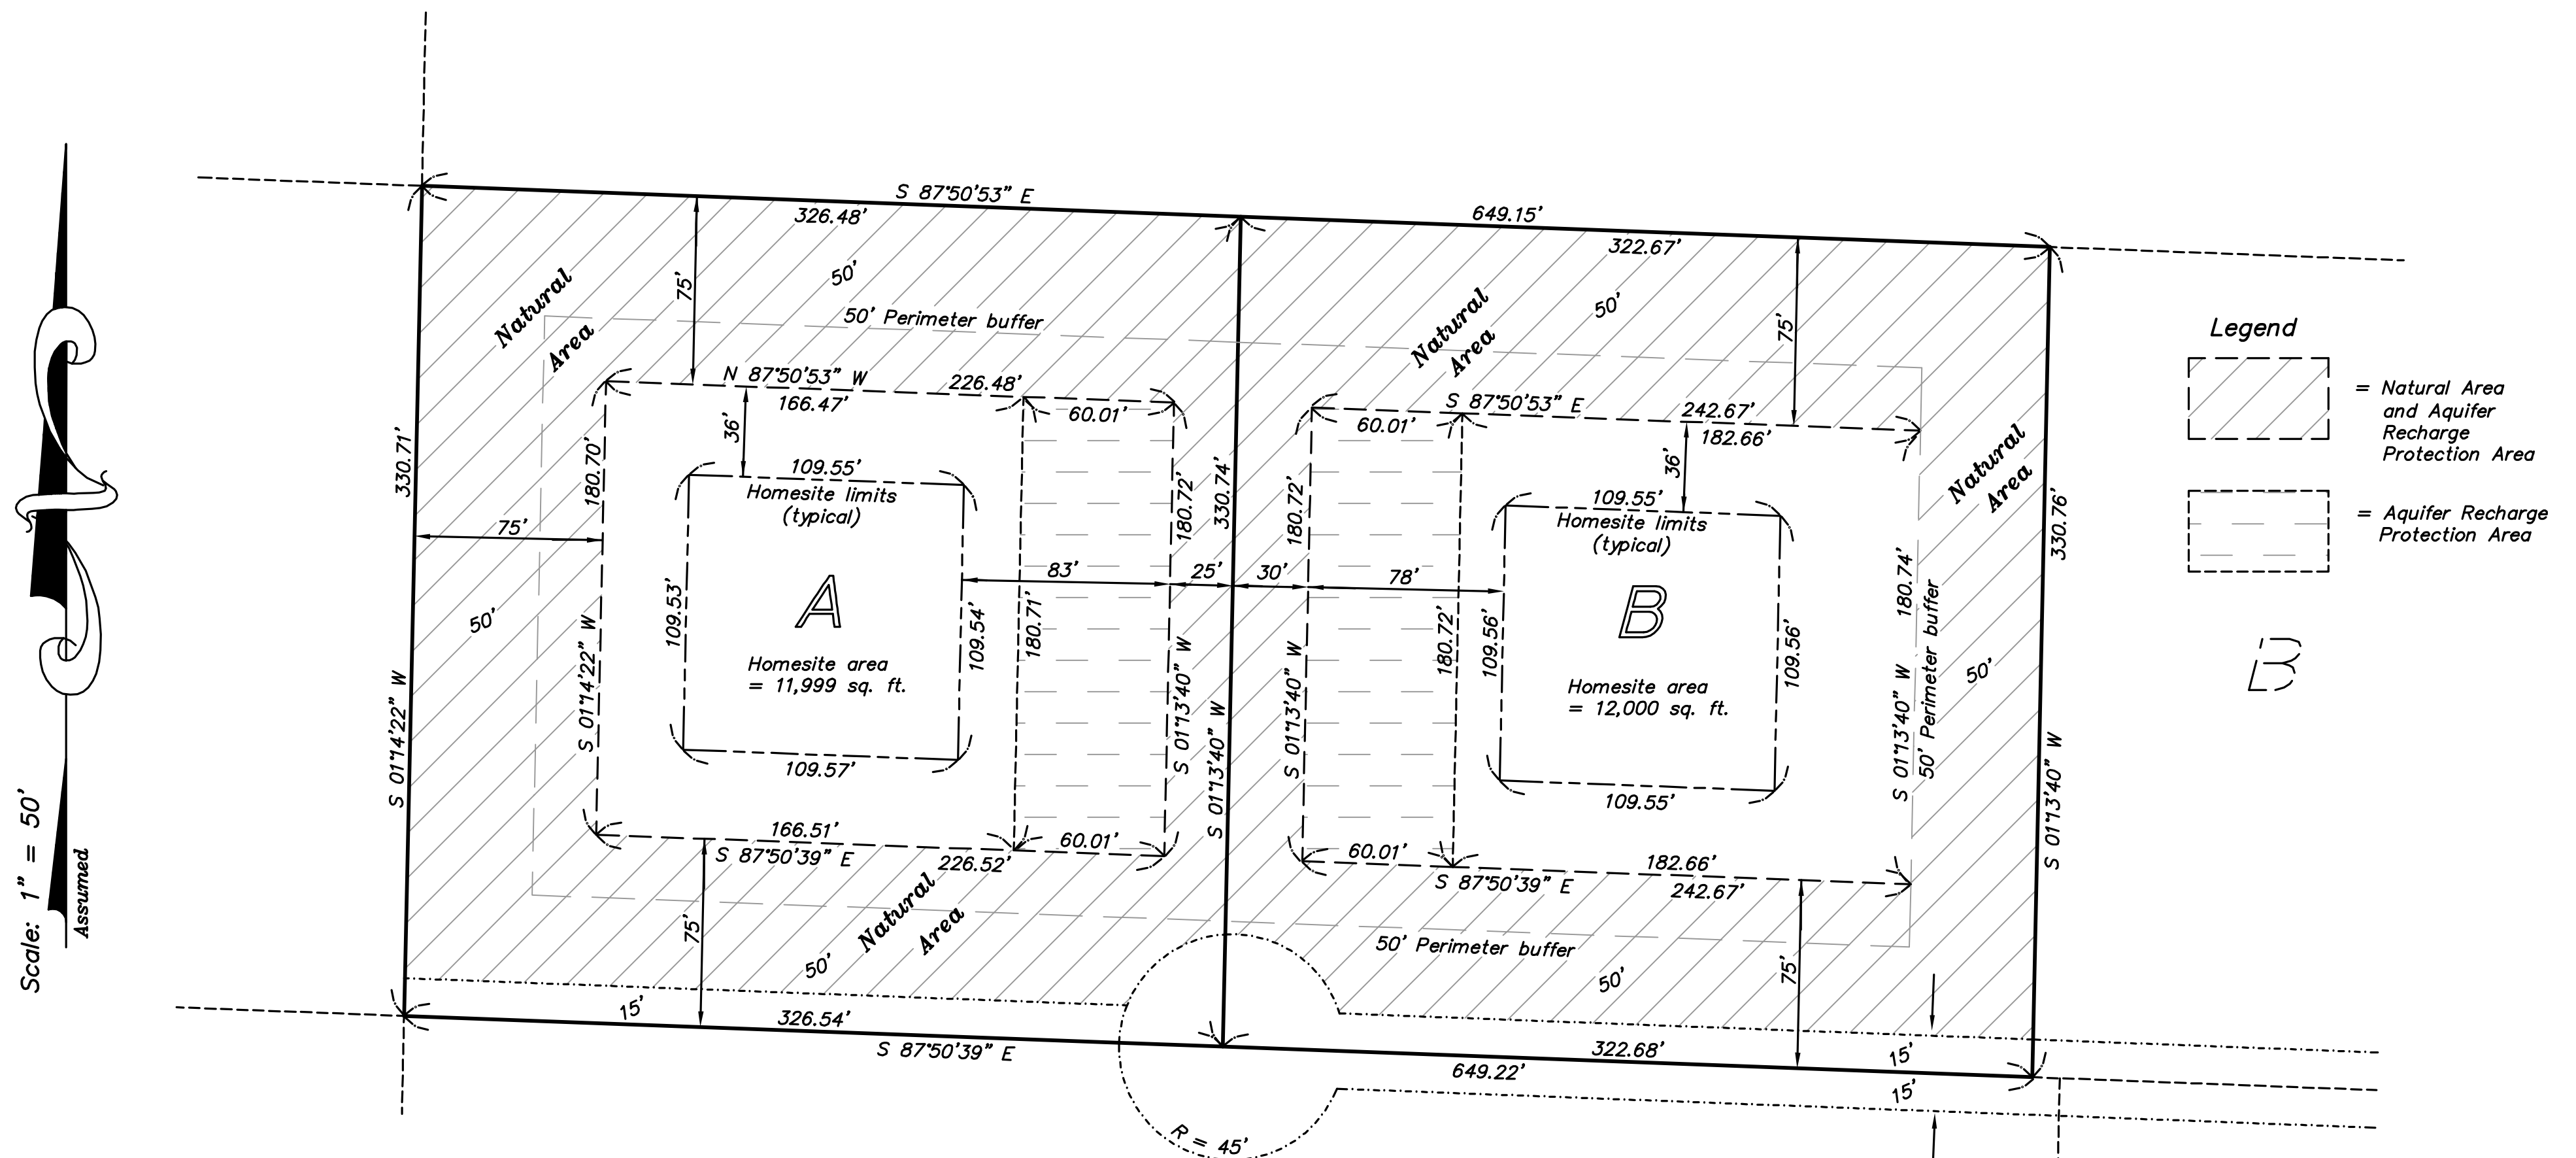 S 87°50'53" E
326.48'
649.15'
322.67'
75'
50'
50' Perimeter buffer
Natural
Area
Natural
Area
50'
75'
Natural
Area
N 87°50'53" W
226.48'
166.47'
60.01'
36'
S 87°50'53" E
242.67'
60.01'
182.66'
36'
330.71'
S 01°14'22" W
75'
50'
180.70'
S 01°14'22" W
109.55'
Homesite limits
(typical)
109.53'
A
109.54'
Homesite area
= 11,999 sq. ft.
109.57'
83'
180.71'
180.72'
S 01°13'40" W
25'
330.74'
S 01°13'40" W
30'
180.72'
S 01°13'40" W
78'
180.72'
109.55'
Homesite limits
(typical)
109.56'
B
109.56'
Homesite area
= 12,000 sq. ft.
109.55'
180.74'
S 01°13'40" W
50' Perimeter buffer
50'
330.76'
S 01°13'40" W
166.51'
60.01'
S 87°50'39" E
226.52'
75'
Natural
Area
50'
60.01'
182.66'
S 87°50'39" E
242.67'
50' Perimeter buffer
50'
75'
15'
326.54'
S 87°50'39" E
322.68'
649.22'
15'
15'
R = 45'
Legend
= Natural Area
and Aquifer
Recharge
Protection Area
= Aquifer Recharge
Protection Area
B
Scale: 1" = 50'
Assumed